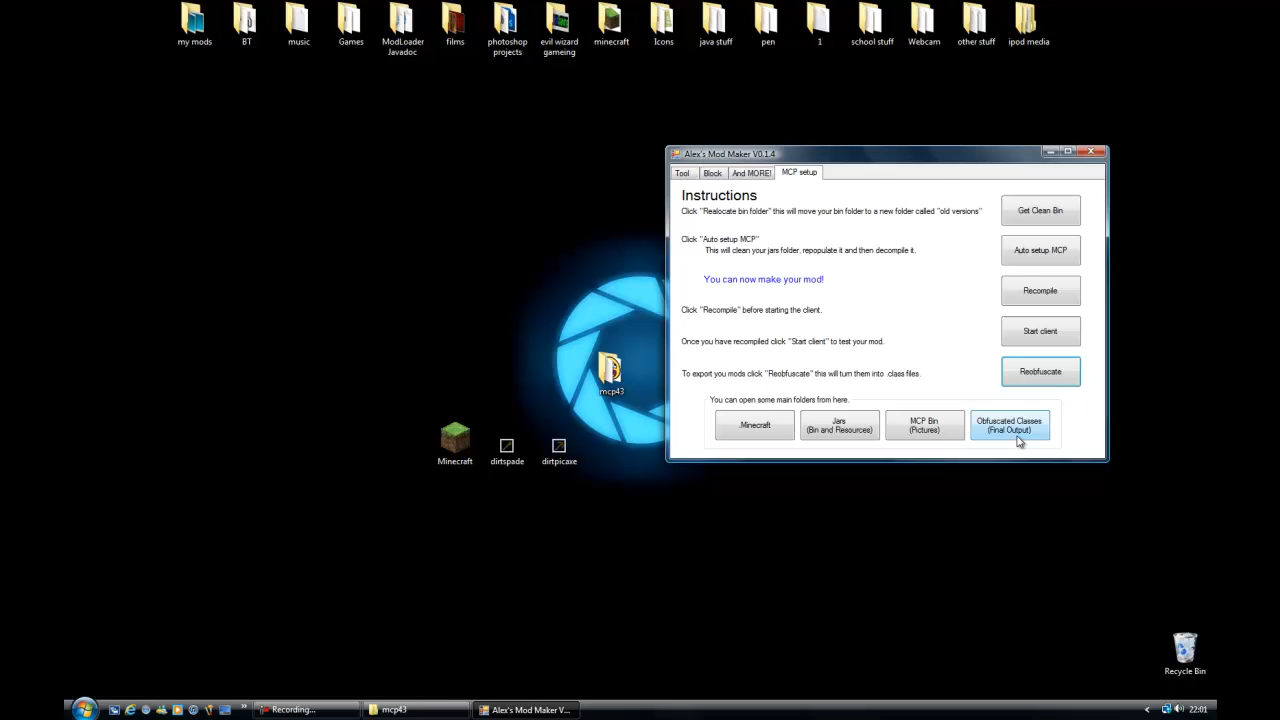 my mods
BT
music
Games
ModLoader
Javadoc
films
photoshop
projects
evil wizard
gameing
minecraft
Icons
java stuff
pen
1
school stuff
Webcam
other stuff
ipod media
Alex's Mod Maker V0.1.4
Tool
Block
And MORE!
MCP setup
Instructions
Click "Realocate bin folder" this will move your bin folder to a new folder called "old versions"
Get Clean Bin
Click "Auto setup MCP"
This will clean your jars folder, repopulate it and then decompile it.
Auto setup MCP
You can now make your mod!
Recompile
Click "Recompile" before starting the client.
Start client
Once you have recompiled click "Start client" to test your mod.
To export you mods click "Reobfuscate" this will turn them into .class files.
Reobfuscate
You can open some main folders from here.
.Minecraft
Jars
(Bin and Resources)
MCP Bin
(Pictures)
Obfuscated Classes
(Final Output)
mcp43
Minecraft
dirtspade
dirtpicaxe
Recycle Bin
Recording...
mcp43
Alex's Mod Maker V...
22:01